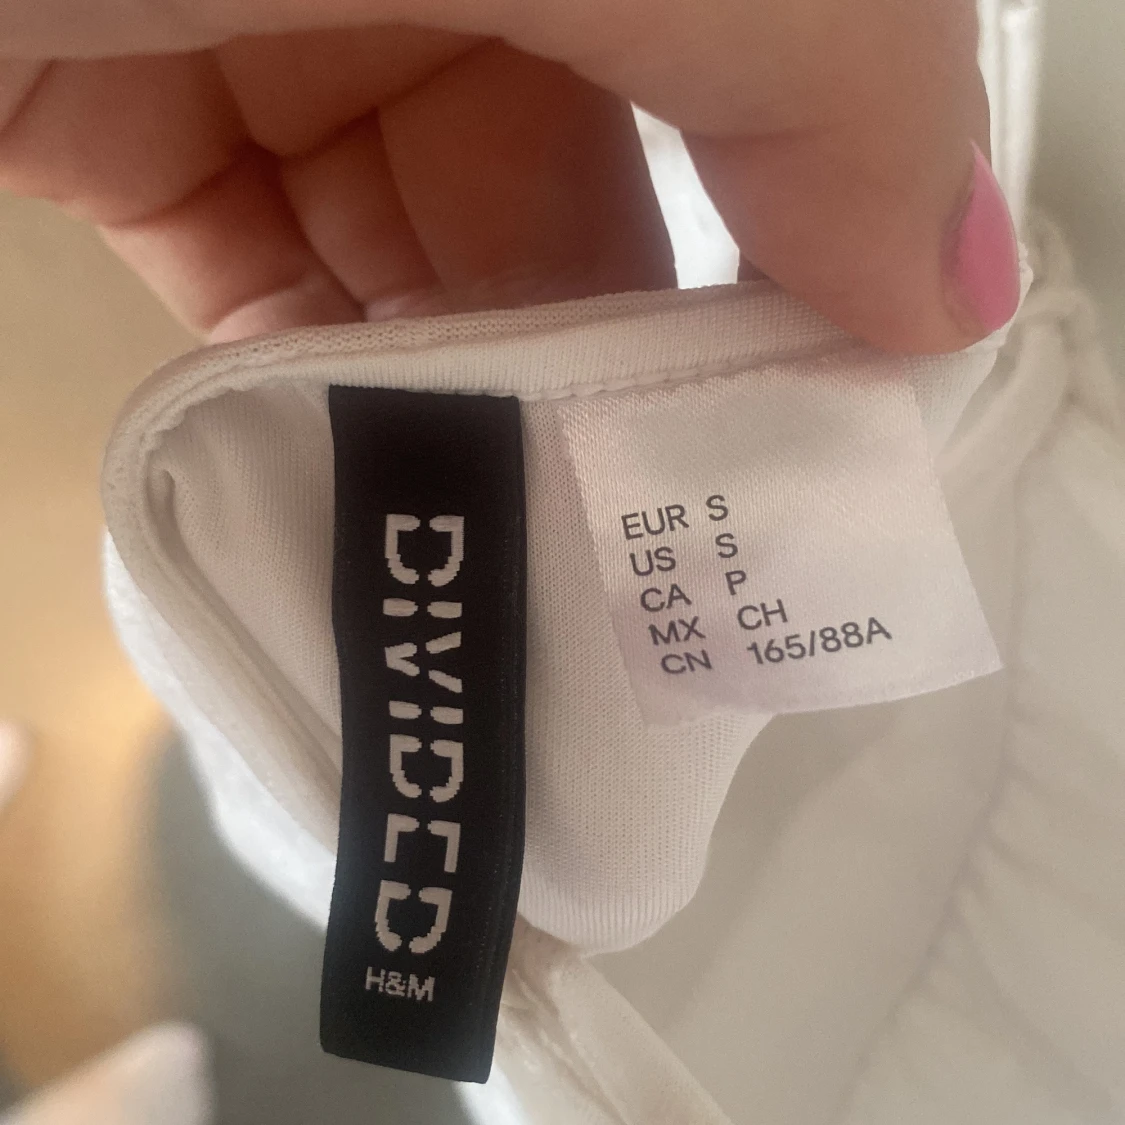 DIVIDED
H&M
EUR S
US S
CA P
MX CH
CN 165/88A